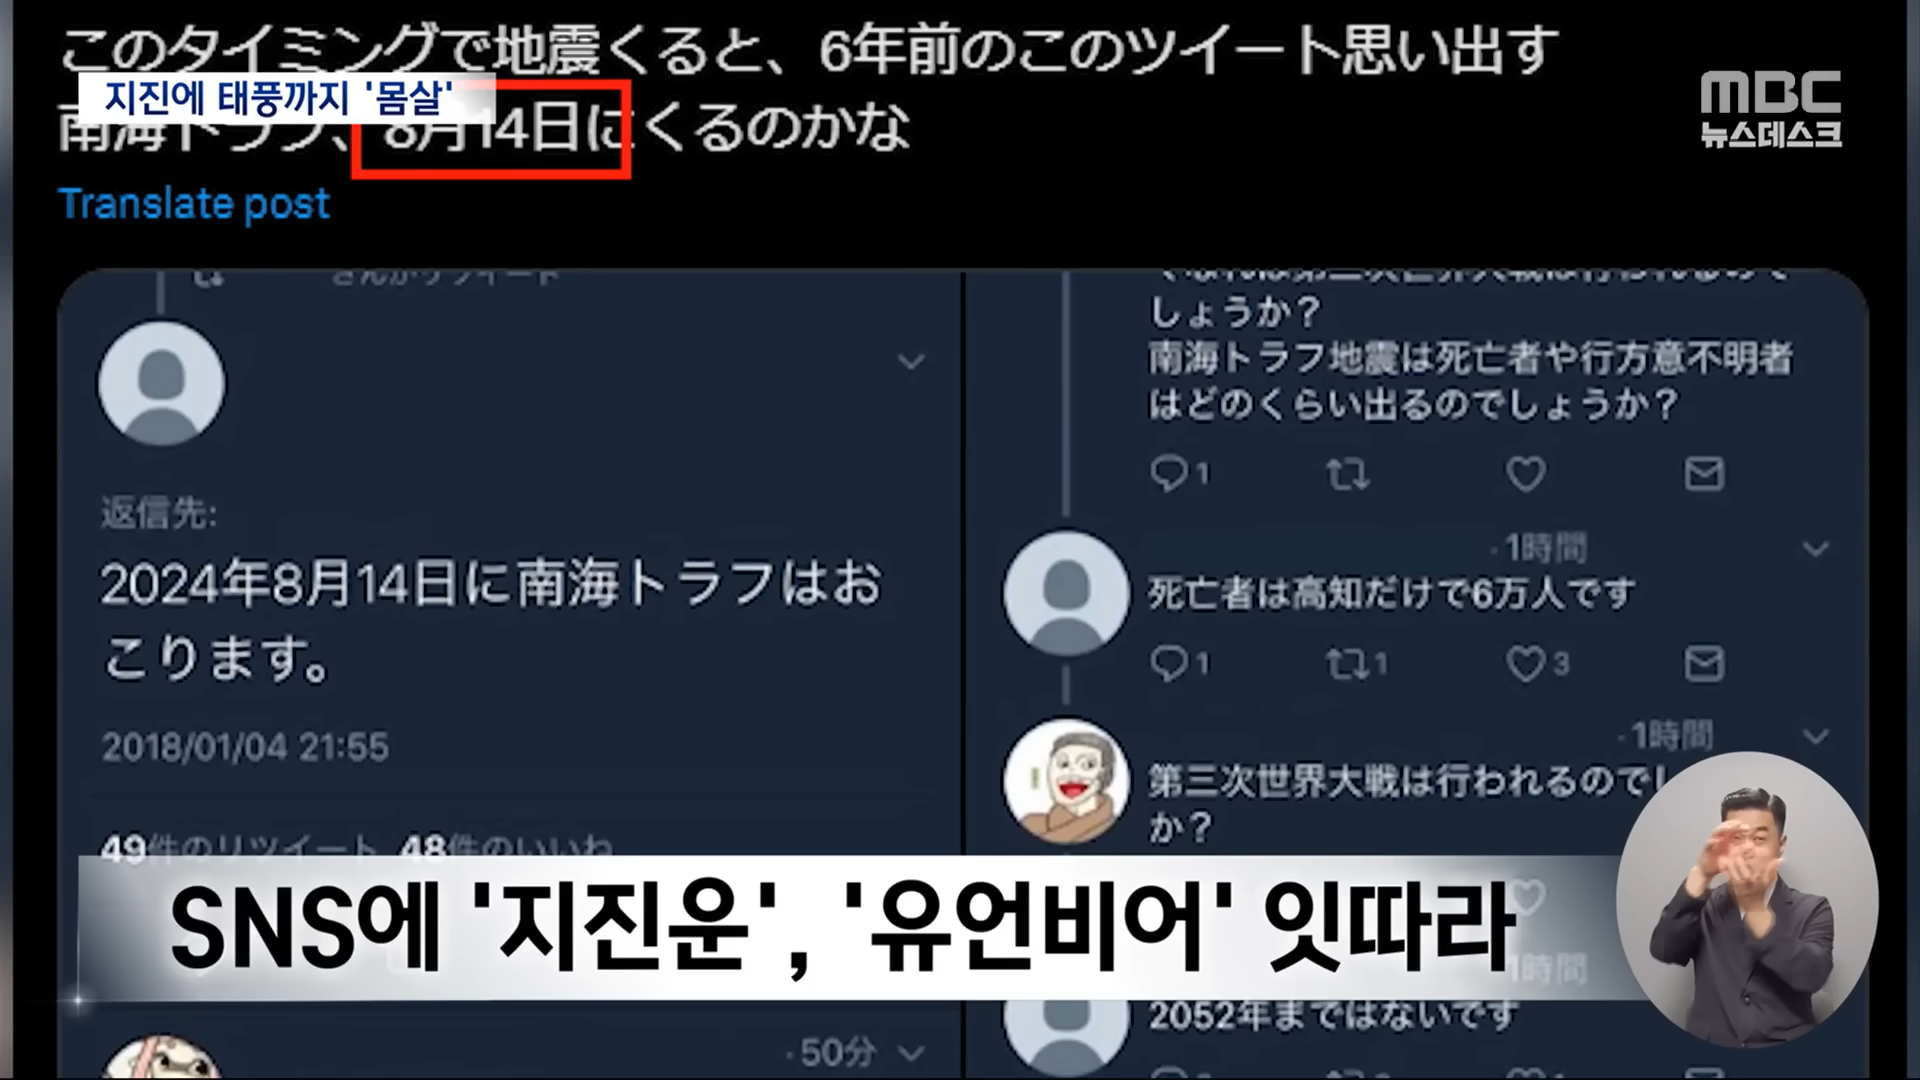 このタイミングで地震くると、6年前のこのツイート思い出す
지진에 태풍까지 '몸살'
南海トラフ、8月14日にくるのかな
MBC
뉴스데스크
Translate post
さんがリツイート
返信先:
2024年8月14日に南海トラフはお
こります。
2018/01/04 21:55
49件のリツイート 48件のいいね
50分
しょうか？
南海トラフ地震は死亡者や行方意不明者
はどのくらい出るのでしょうか？
1
1時間
死亡者は高知だけで6万人です
1 1 3
1時間
第三次世界大戦は行われるのでし
か？
1時間
2052年まではないです
SNS에 '지진운', '유언비어' 잇따라